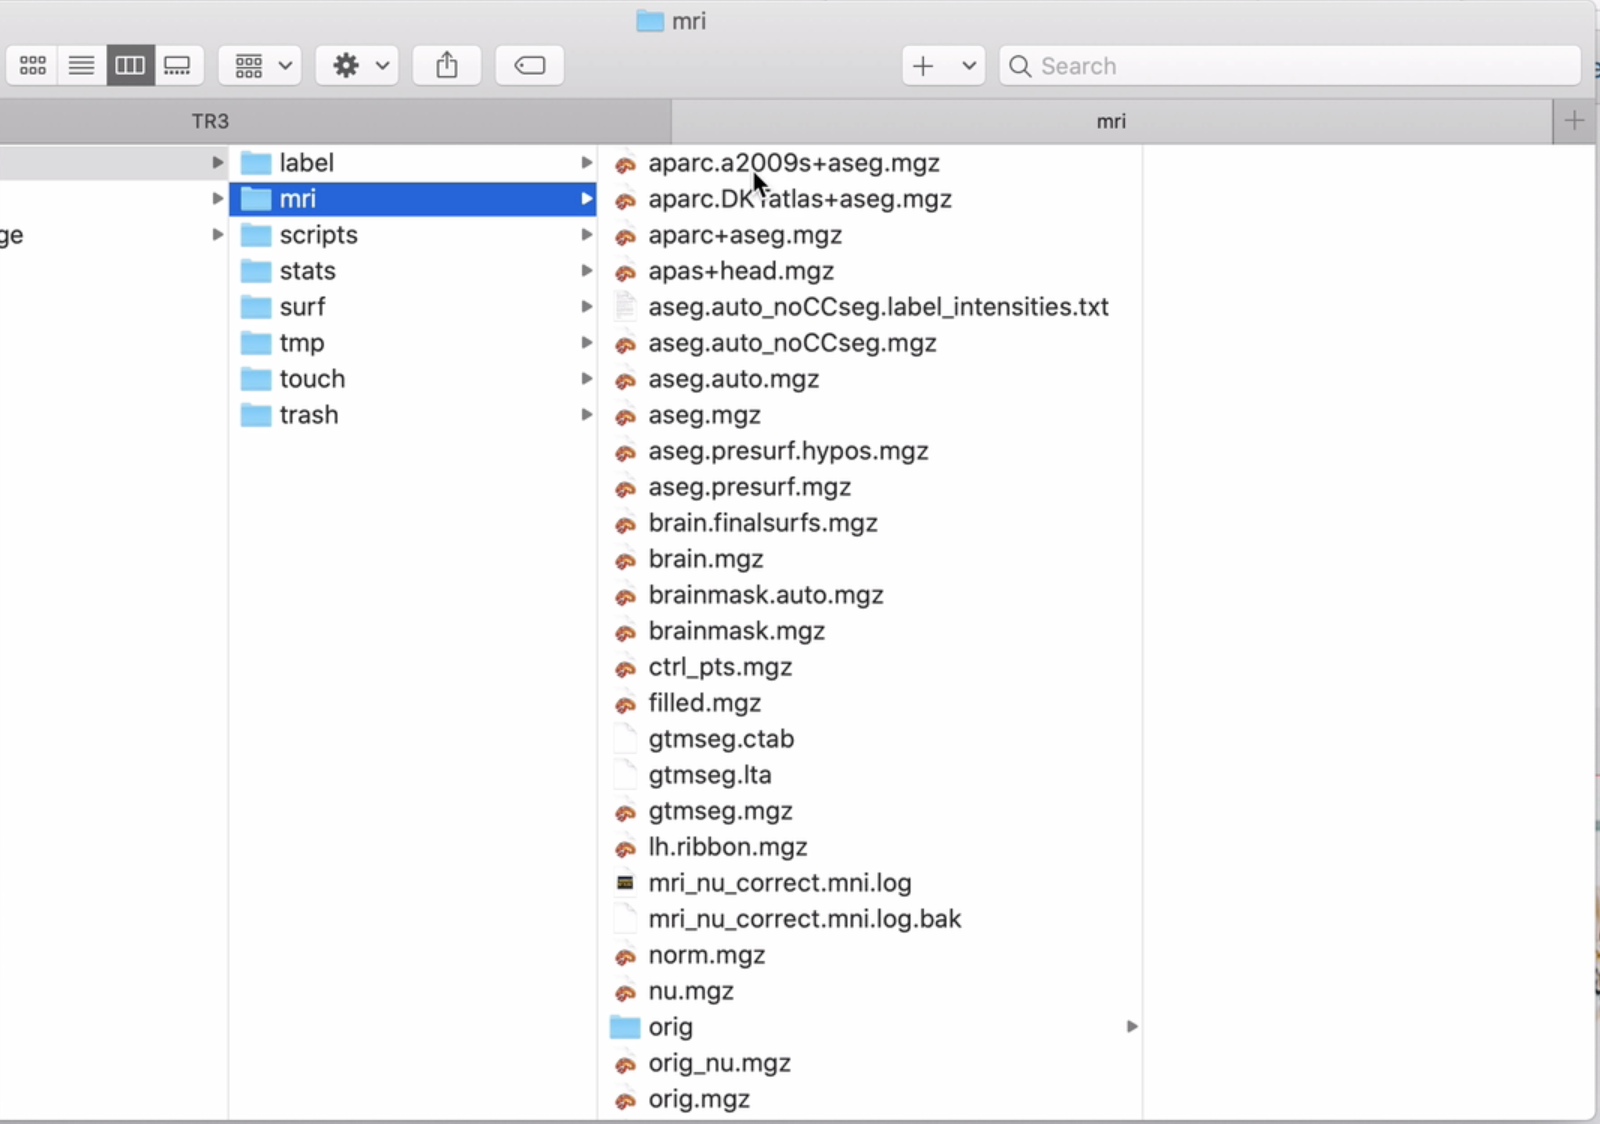 mri
Search
TR3
mri
ge
label
mri
scripts
stats
surf
tmp
touch
trash
aparc.a2009s+aseg.mgz
aparc.DKTatlas+aseg.mgz
aparc+aseg.mgz
apas+head.mgz
aseg.auto_noCCseg.label_intensities.txt
aseg.auto_noCCseg.mgz
aseg.auto.mgz
aseg.mgz
aseg.presurf.hypos.mgz
aseg.presurf.mgz
brain.finalsurfs.mgz
brain.mgz
brainmask.auto.mgz
brainmask.mgz
ctrl_pts.mgz
filled.mgz
gtmseg.ctab
gtmseg.lta
gtmseg.mgz
lh.ribbon.mgz
mri_nu_correct.mni.log
mri_nu_correct.mni.log.bak
norm.mgz
nu.mgz
orig
orig_nu.mgz
orig.mgz